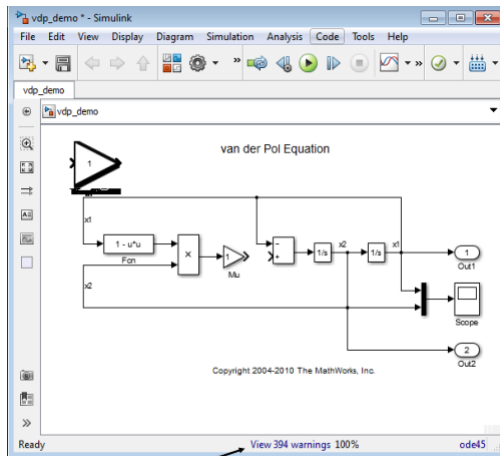 vdp_demo * - Simulink
File Edit View Display Diagram Simulation Analysis Code Tools Help
»
»
vdp_demo
vdp_demo
van der Pol Equation
1
x1
1 - u*u
Fcn
×
1
Mu
-
+
1/s
x2
1/s
x1
1
Out1
x2
Scope
2
Out2
Copyright 2004-2010 The MathWorks, Inc.
»
Ready View 394 warnings 100% ode45